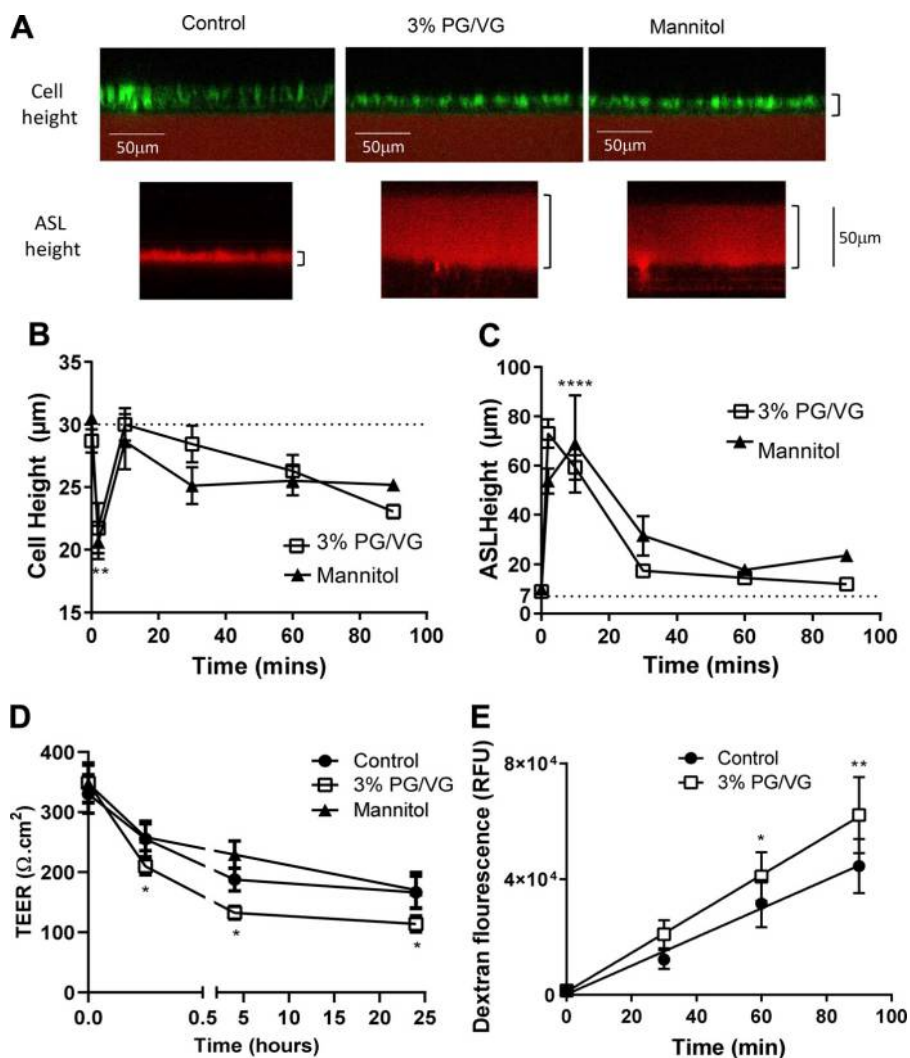 A
Control
3% PG/VG
Mannitol
Cell
height
50μm
50μm
50μm
ASL
height
50μm
B
35
30
25
20
15
Cell Height (μm)
**
3% PG/VG
Mannitol
0 20 40 60 80 100
Time (mins)
C
100
80
60
40
20
7
0
ASLHeight (μm)
****
3% PG/VG
Mannitol
0 20 40 60 80 100
Time (mins)
D
400
300
200
100
0
TEER (Ω.cm²)
Control
3% PG/VG
Mannitol
*
*
*
0.0 0.5 5 10 15 20 25
Time (hours)
E
8×10⁴
4×10⁴
0
Dextran flourescence (RFU)
Control
3% PG/VG
*
**
0 20 40 60 80 100
Time (min)